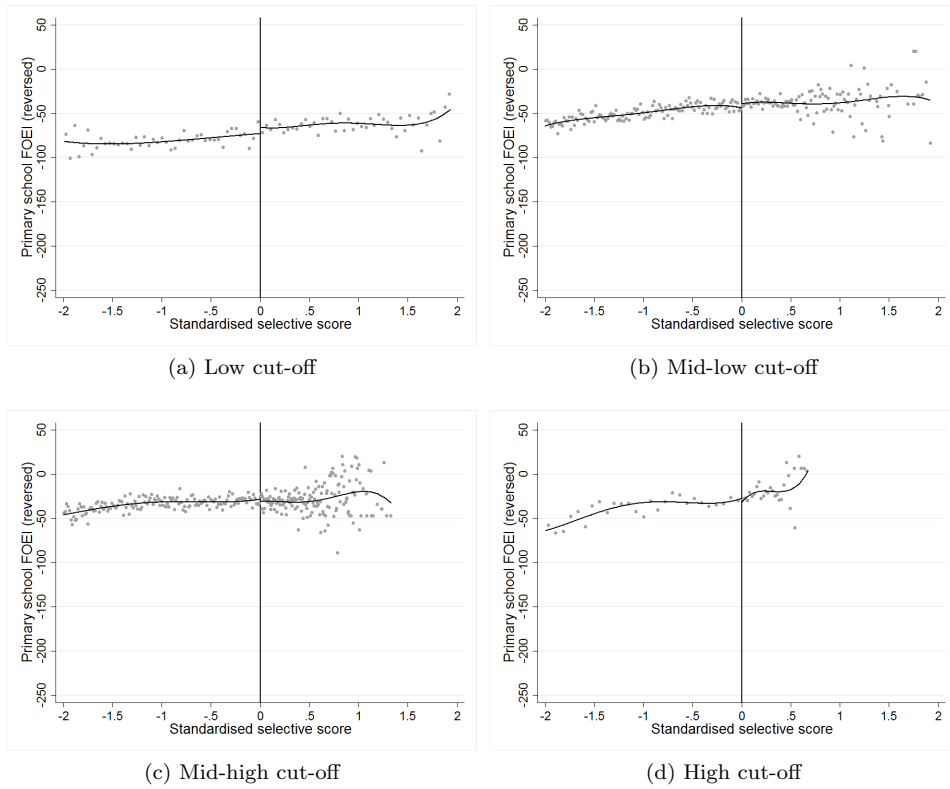 Primary school FOEI (reversed)
50
0
-50
-100
-150
-200
-250
-2 -1.5 -1 -.5 0 .5 1 1.5 2
Standardised selective score
(a) Low cut-off
Primary school FOEI (reversed)
50
0
-50
-100
-150
-200
-250
-2 -1.5 -1 -.5 0 .5 1 1.5 2
Standardised selective score
(b) Mid-low cut-off
Primary school FOEI (reversed)
50
0
-50
-100
-150
-200
-250
-2 -1.5 -1 -.5 0 .5 1 1.5 2
Standardised selective score
(c) Mid-high cut-off
Primary school FOEI (reversed)
50
0
-50
-100
-150
-200
-250
-2 -1.5 -1 -.5 0 .5 1 1.5 2
Standardised selective score
(d) High cut-off